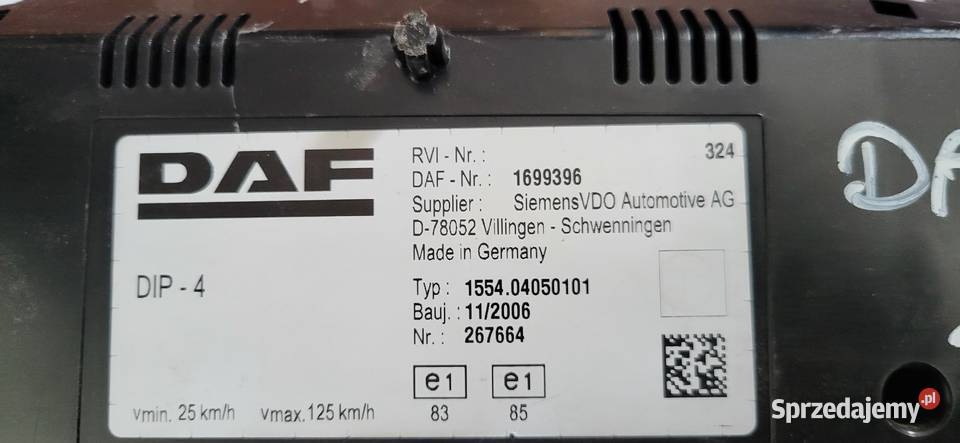 DAF
RVI - Nr. :
324
DAF - Nr. : 1699396
Supplier : SiemensVDO Automotive AG
D-78052 Villingen - Schwenningen
Made in Germany
DIP - 4
Typ : 1554.04050101
Bauj. : 11/2006
Nr. : 267664
e1 e1
83 85
vmin. 25 km/h vmax. 125 km/h
Sprzedajemy.pl